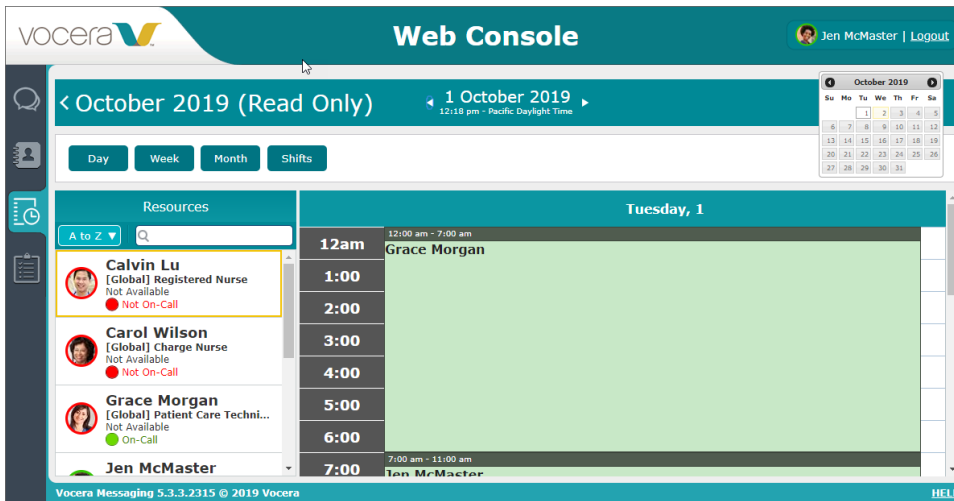 vocera
Web Console
Jen McMaster | Logout
< October 2019 (Read Only)
1 October 2019
12:18 pm - Pacific Daylight Time
October 2019
Su Mo Tu We Th Fr Sa
1 2 3 4 5
6 7 8 9 10 11 12
13 14 15 16 17 18 19
20 21 22 23 24 25 26
27 28 29 30 31
Day Week Month Shifts
Resources
A to Z
Calvin Lu
[Global] Registered Nurse
Not Available
Not On-Call
Carol Wilson
[Global] Charge Nurse
Not Available
Not On-Call
Grace Morgan
[Global] Patient Care Techni...
Not Available
On-Call
Jen McMaster
Tuesday, 1
12am
1:00
2:00
3:00
4:00
5:00
6:00
7:00
12:00 am - 7:00 am
Grace Morgan
7:00 am - 11:00 am
Jen McMaster
Vocera Messaging 5.3.3.2315 © 2019 Vocera
HEL